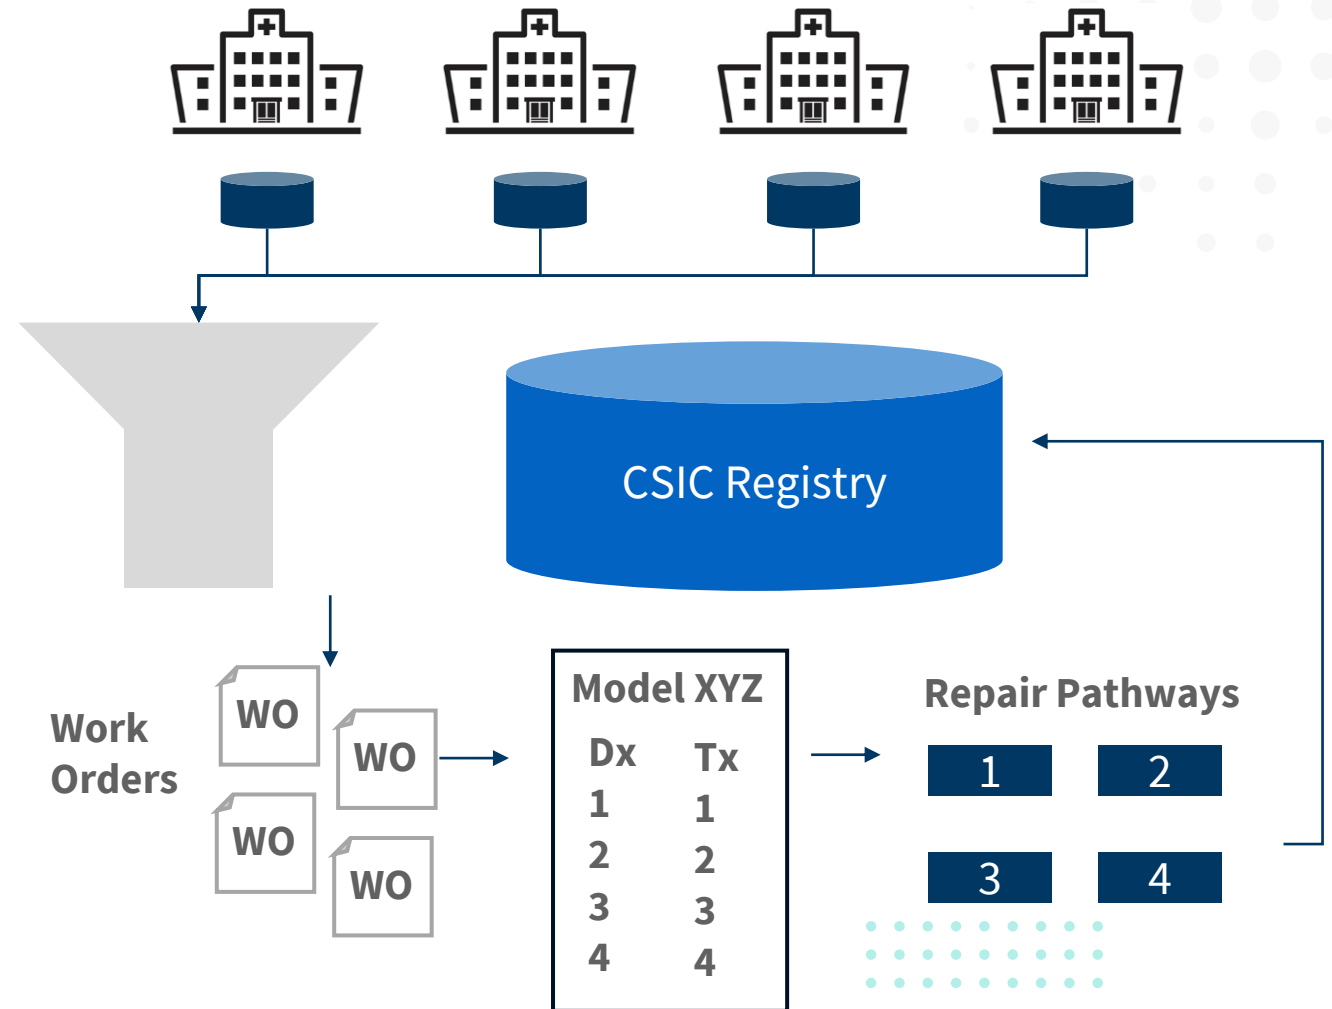 CSIC Registry
Work
Orders
WO
WO
WO
WO
Model XYZ
Dx Tx
1 1
2 2
3 3
4 4
Repair Pathways
1 2
3 4